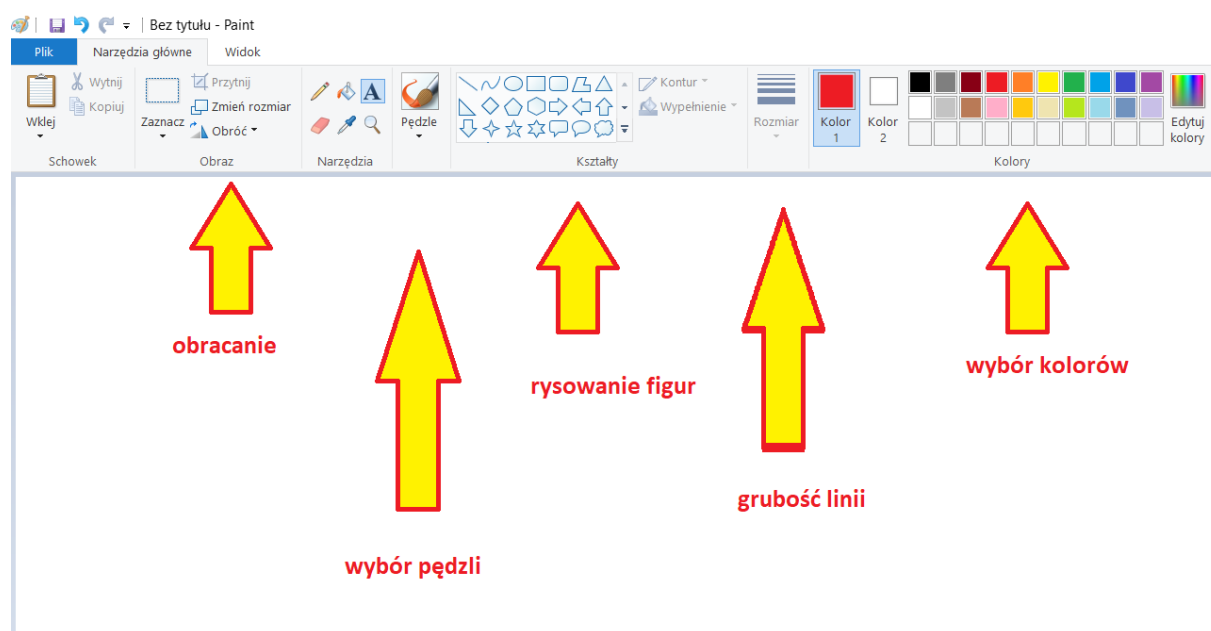 Bez tytułu - Paint
Plik Narzędzia główne Widok
Wklej
Wytnij
Kopiuj
Schowek
Zaznacz
Przytnij
Zmień rozmiar
Obróć
Obraz
A
Narzędzia
Pędzle
Kontur
Wypełnienie
Kształty
Rozmiar
Kolor
1
Kolor
2
Edytuj
kolory
Kolory
obracanie
wybór pędzli
rysowanie figur
grubość linii
wybór kolorów